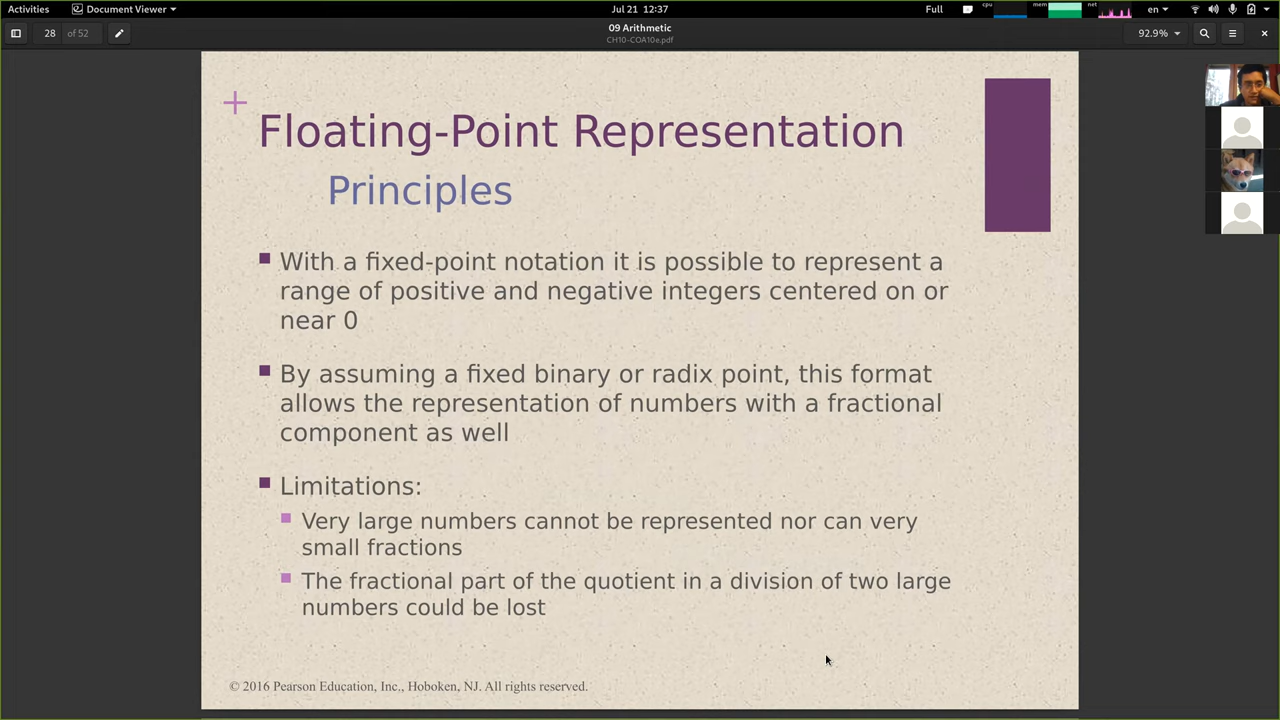 Activities Document Viewer Jul 21 12:37 Full cpu mem net en
28 of 52 09 Arithmetic 92.9%
CH10-COA10e.pdf
+
Floating-Point Representation
Principles
With a fixed-point notation it is possible to represent a
range of positive and negative integers centered on or
near 0
By assuming a fixed binary or radix point, this format
allows the representation of numbers with a fractional
component as well
Limitations:
Very large numbers cannot be represented nor can very
small fractions
The fractional part of the quotient in a division of two large
numbers could be lost
© 2016 Pearson Education, Inc., Hoboken, NJ. All rights reserved.